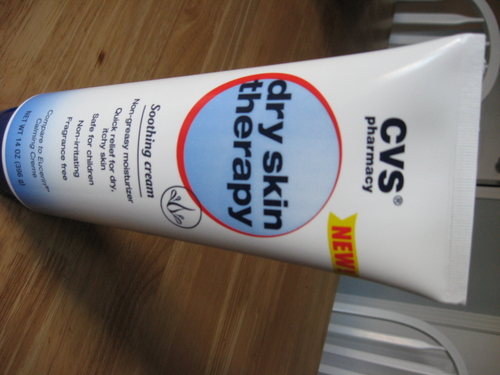 CVS®
pharmacy
NEW!
dry skin
therapy
Soothing cream
Non-greasy moisturizer
Quick relief for dry,
itchy skin
Safe for children
Non-irritating
Fragrance free
Compare to Eucerin®
Calming Creme
NET WT 14 OZ (396 g)